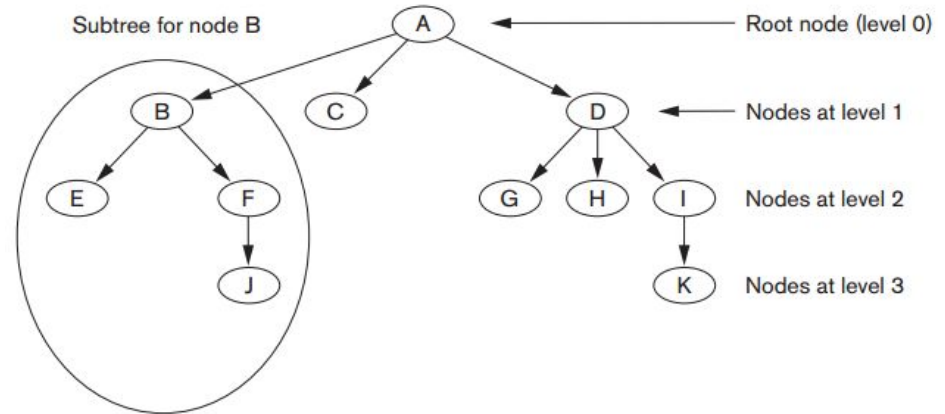 Subtree for node B
A
Root node (level 0)
B
C
D
Nodes at level 1
E
F
G
H
I
Nodes at level 2
J
K
Nodes at level 3